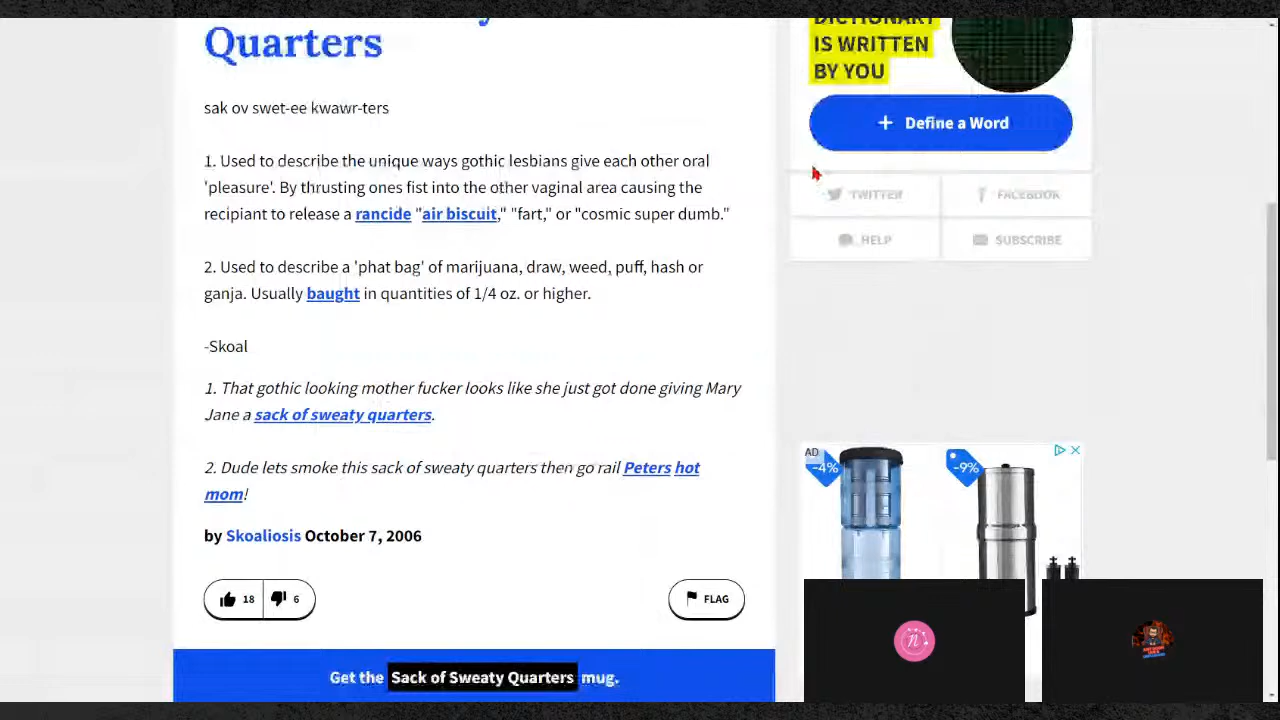 Quarters
sak ov swet-ee kwawr-ters
1. Used to describe the unique ways gothic lesbians give each other oral
'pleasure'. By thrusting ones fist into the other vaginal area causing the
recipiant to release a rancide "air biscuit," "fart," or "cosmic super dumb."
2. Used to describe a 'phat bag' of marijuana, draw, weed, puff, hash or
ganja. Usually baught in quantities of 1/4 oz. or higher.
-Skoal
1. That gothic looking mother fucker looks like she just got done giving Mary
Jane a sack of sweaty quarters.
2. Dude lets smoke this sack of sweaty quarters then go rail Peters hot
mom!
by Skoaliosis October 7, 2006
18
6
FLAG
Get the Sack of Sweaty Quarters mug.
DICTIONARY
IS WRITTEN
BY YOU
+ Define a Word
TWITTER
FACEBOOK
HELP
SUBSCRIBE
AD
-4%
-9%
n